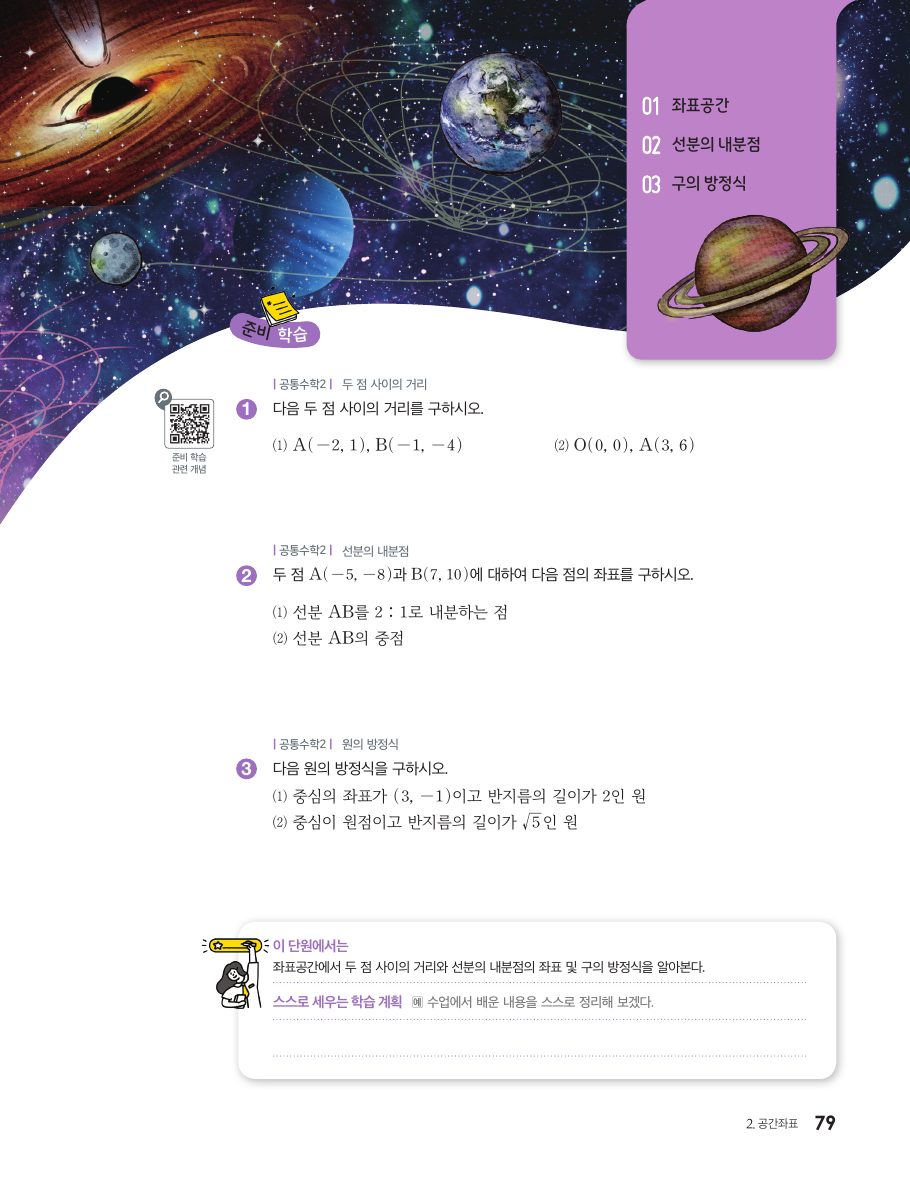 01 좌표공간
02 선분의 내분점
03 구의 방정식
준비 학습
| 공통수학2 | 두 점 사이의 거리
1 다음 두 점 사이의 거리를 구하시오.
준비 학습
관련 개념
⑴ A(−2, 1), B(−1, −4) ⑵ O(0, 0), A(3, 6)
| 공통수학2 | 선분의 내분점
2 두 점 A(−5, −8)과 B(7, 10)에 대하여 다음 점의 좌표를 구하시오.
⑴ 선분 AB를 2 : 1로 내분하는 점
⑵ 선분 AB의 중점
| 공통수학2 | 원의 방정식
3 다음 원의 방정식을 구하시오.
⑴ 중심의 좌표가 (3, −1)이고 반지름의 길이가 2인 원
⑵ 중심이 원점이고 반지름의 길이가 √5인 원
이 단원에서는
좌표공간에서 두 점 사이의 거리와 선분의 내분점의 좌표 및 구의 방정식을 알아본다.
스스로 세우는 학습 계획 예 수업에서 배운 내용을 스스로 정리해 보겠다.
2. 공간좌표 79